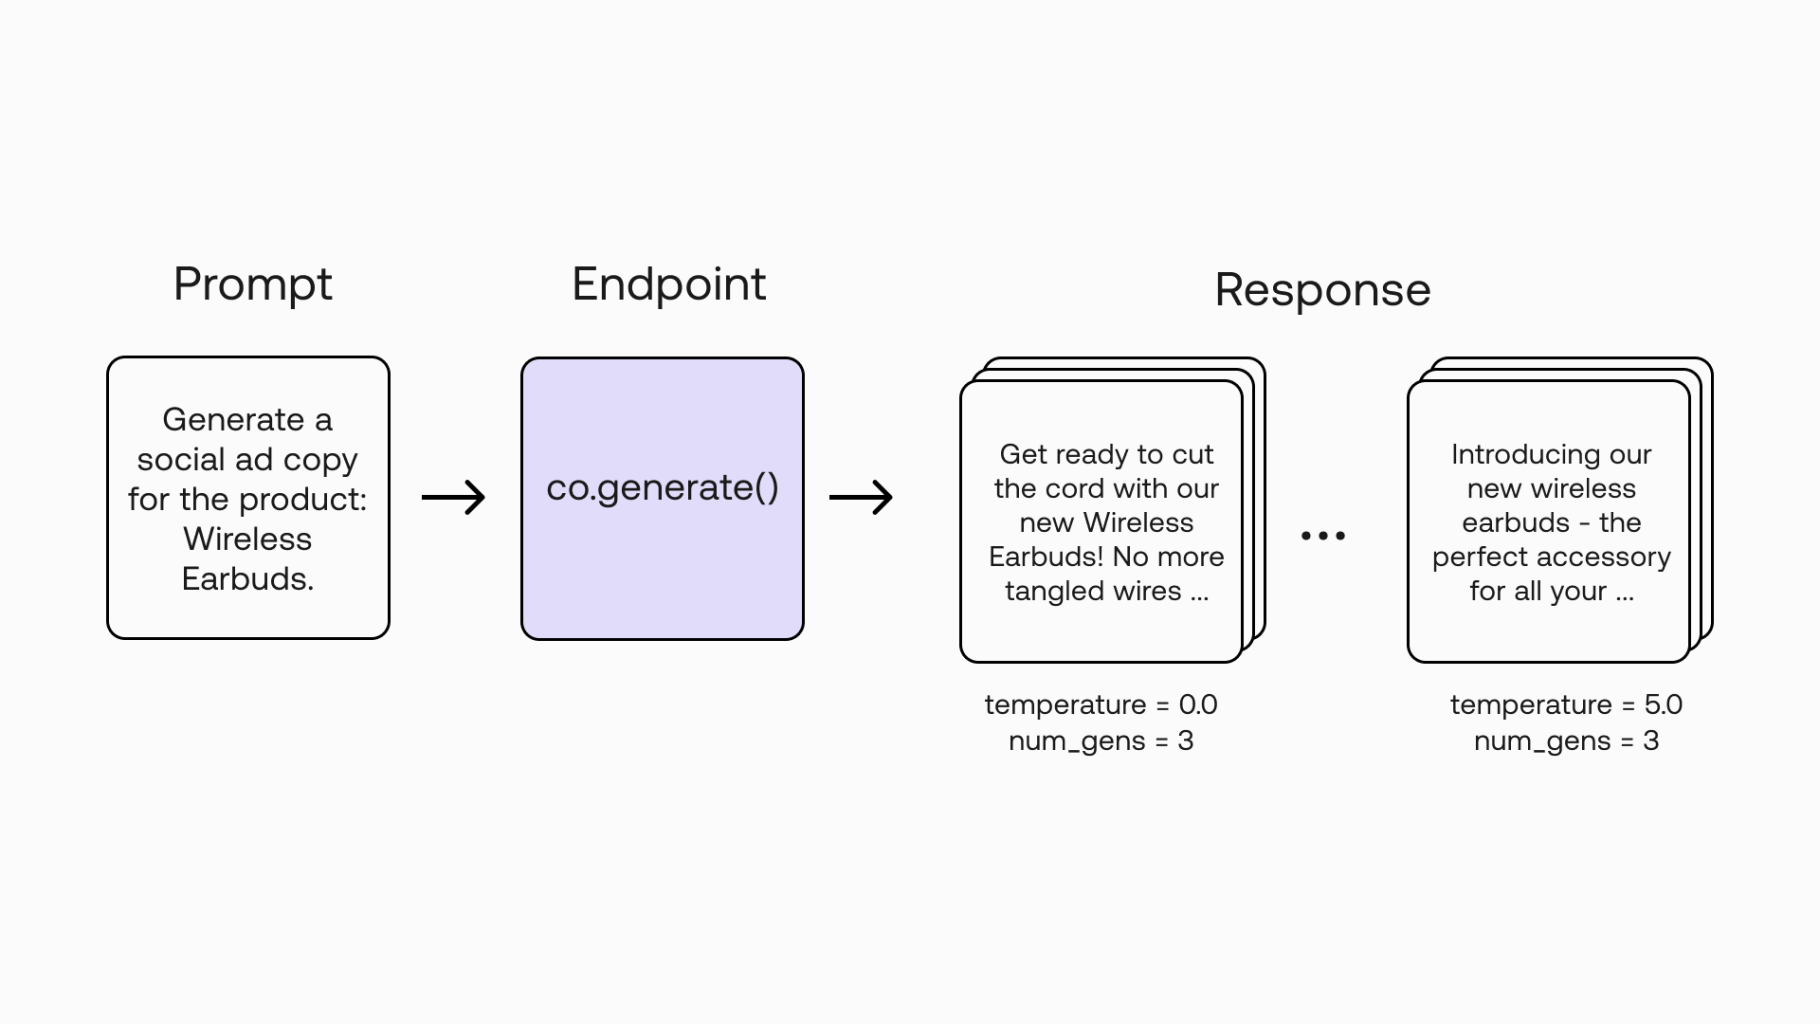 Prompt
Generate a
social ad copy
for the product:
Wireless
Earbuds.
Endpoint
co.generate()
Response
Get ready to cut
the cord with our
new Wireless
Earbuds! No more
tangled wires ...
temperature = 0.0
num_gens = 3
...
Introducing our
new wireless
earbuds - the
perfect accessory
for all your ...
temperature = 5.0
num_gens = 3